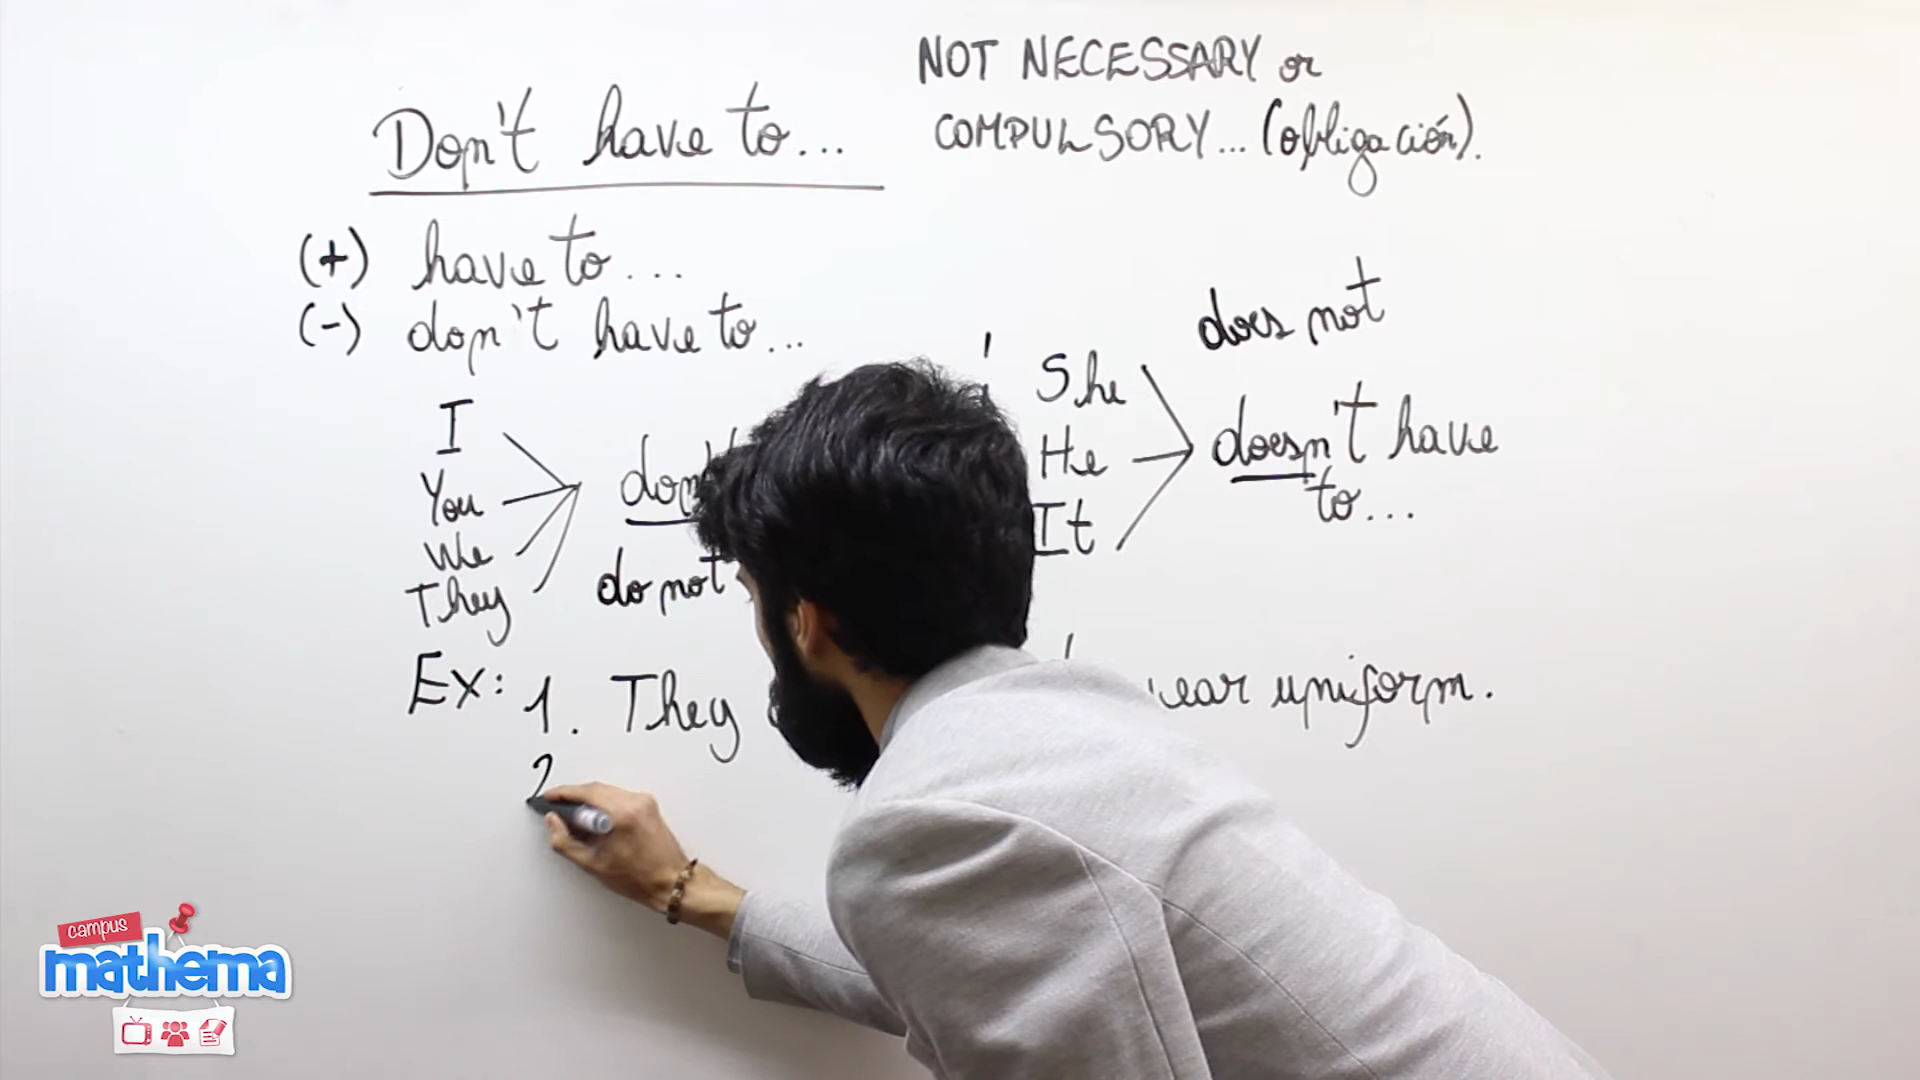 NOT NECESSARY or
COMPULSORY... (obligación).
Don't have to...
(+) have to...
(-) don't have to...
I
You
We
They
do not
She
He
It
does not
doesn't have
to...
Ex: 1. They
uniform.
2
campus
mathema